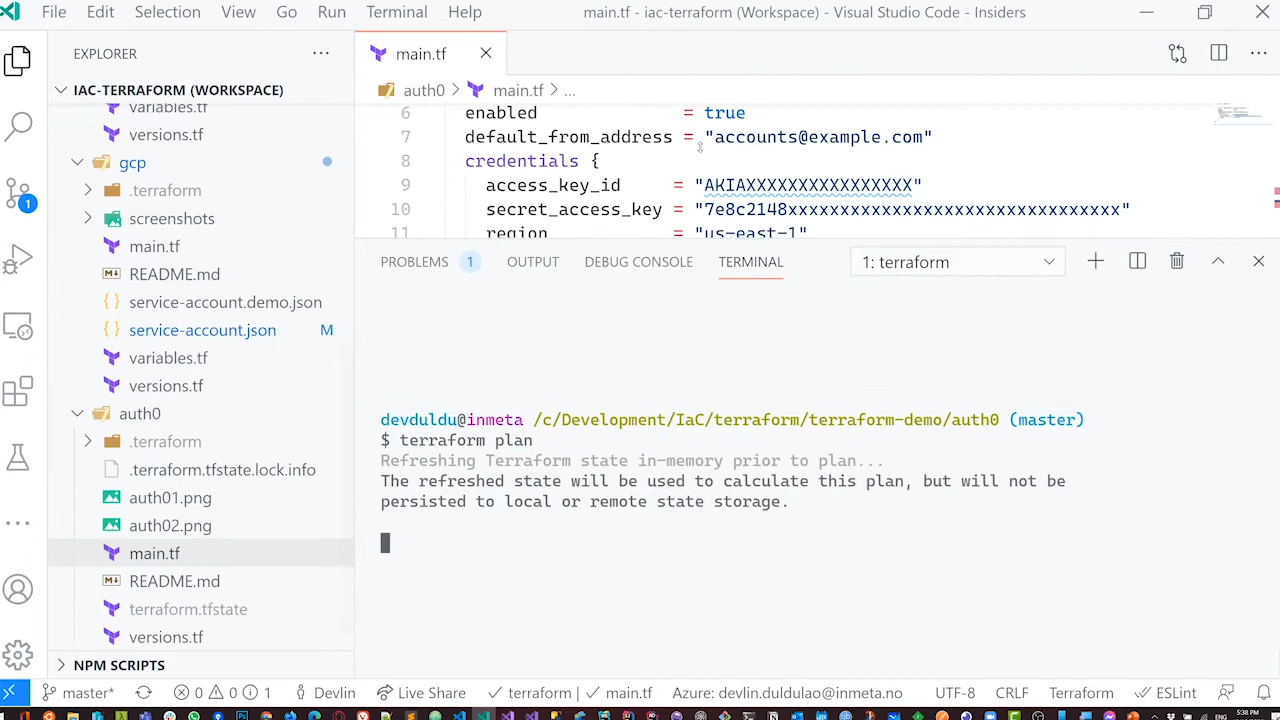 File Edit Selection View Go Run Terminal Help main.tf - iac-terraform (Workspace) - Visual Studio Code - Insiders
EXPLORER
IAC-TERRAFORM (WORKSPACE)
variables.tf
versions.tf
gcp
.terraform
screenshots
main.tf
README.md
service-account.demo.json
service-account.json M
variables.tf
versions.tf
auth0
.terraform
.terraform.tfstate.lock.info
auth01.png
auth02.png
main.tf
README.md
terraform.tfstate
versions.tf
NPM SCRIPTS
1
main.tf
auth0 > main.tf > ...
6 enabled = true
7 default_from_address = "accounts@example.com"
8 credentials {
9 access_key_id = "AKIAXXXXXXXXXXXXXXXX"
10 secret_access_key = "7e8c2148xxxxxxxxxxxxxxxxxxxxxxxxxxxxxxxx"
11 region = "us-east-1"
PROBLEMS 1 OUTPUT DEBUG CONSOLE TERMINAL 1: terraform
devduldu@inmeta /c/Development/IaC/terraform/terraform-demo/auth0 (master)
$ terraform plan
Refreshing Terraform state in-memory prior to plan...
The refreshed state will be used to calculate this plan, but will not be
persisted to local or remote state storage.
master* 0 0 1 Devlin Live Share terraform | main.tf Azure: devlin.duldulao@inmeta.no UTF-8 CRLF Terraform ESLint
ENG 5:38 PM